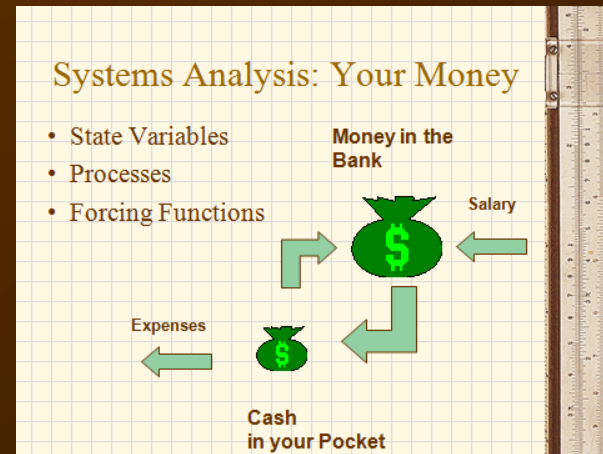 Systems Analysis: Your Money
• State Variables
• Processes
• Forcing Functions
Money in the
Bank
Salary
$
Expenses
$
Cash
in your Pocket